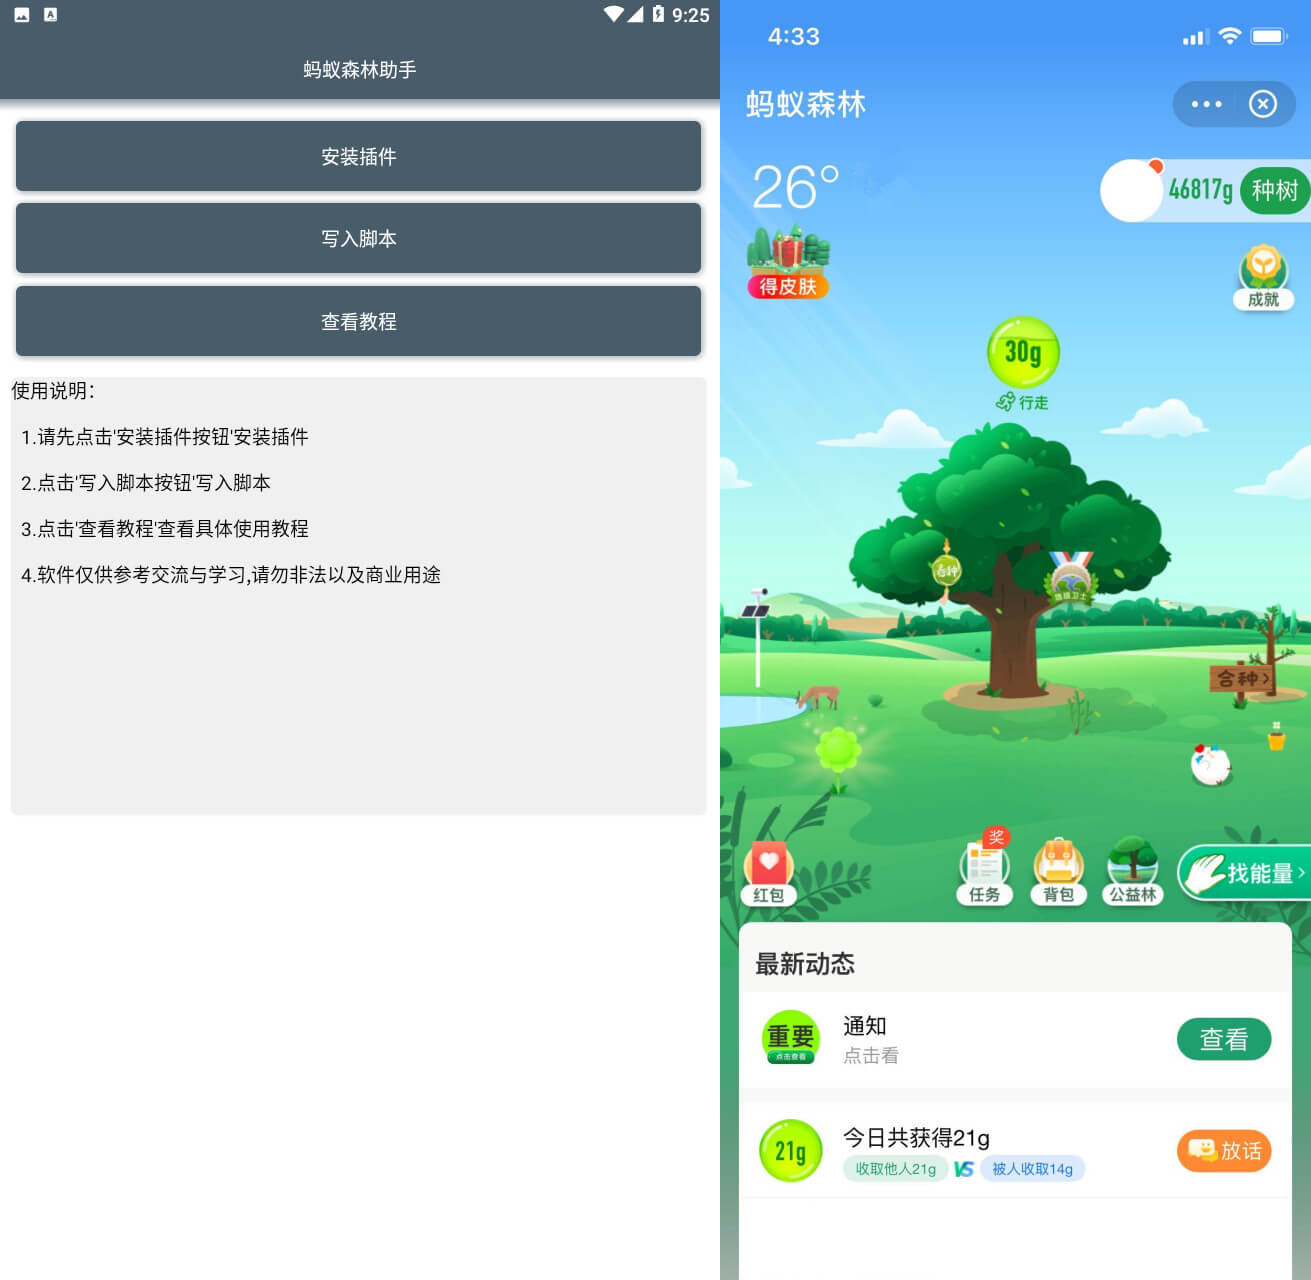 9:25
蚂蚁森林助手
安装插件
写入脚本
查看教程
使用说明：
1.请先点击'安装插件按钮'安装插件
2.点击'写入脚本按钮'写入脚本
3.点击'查看教程'查看具体使用教程
4.软件仅供参考交流与学习,请勿非法以及商业用途
4:33
蚂蚁森林
26°
46817g
种树
得皮肤
成就
30g
行走
合种
奖
红包
任务
背包
公益林
找能量
最新动态
重要
点击查看
通知
点击看
查看
21g
今日共获得21g
收取他人21g VS 被人收取14g
放话